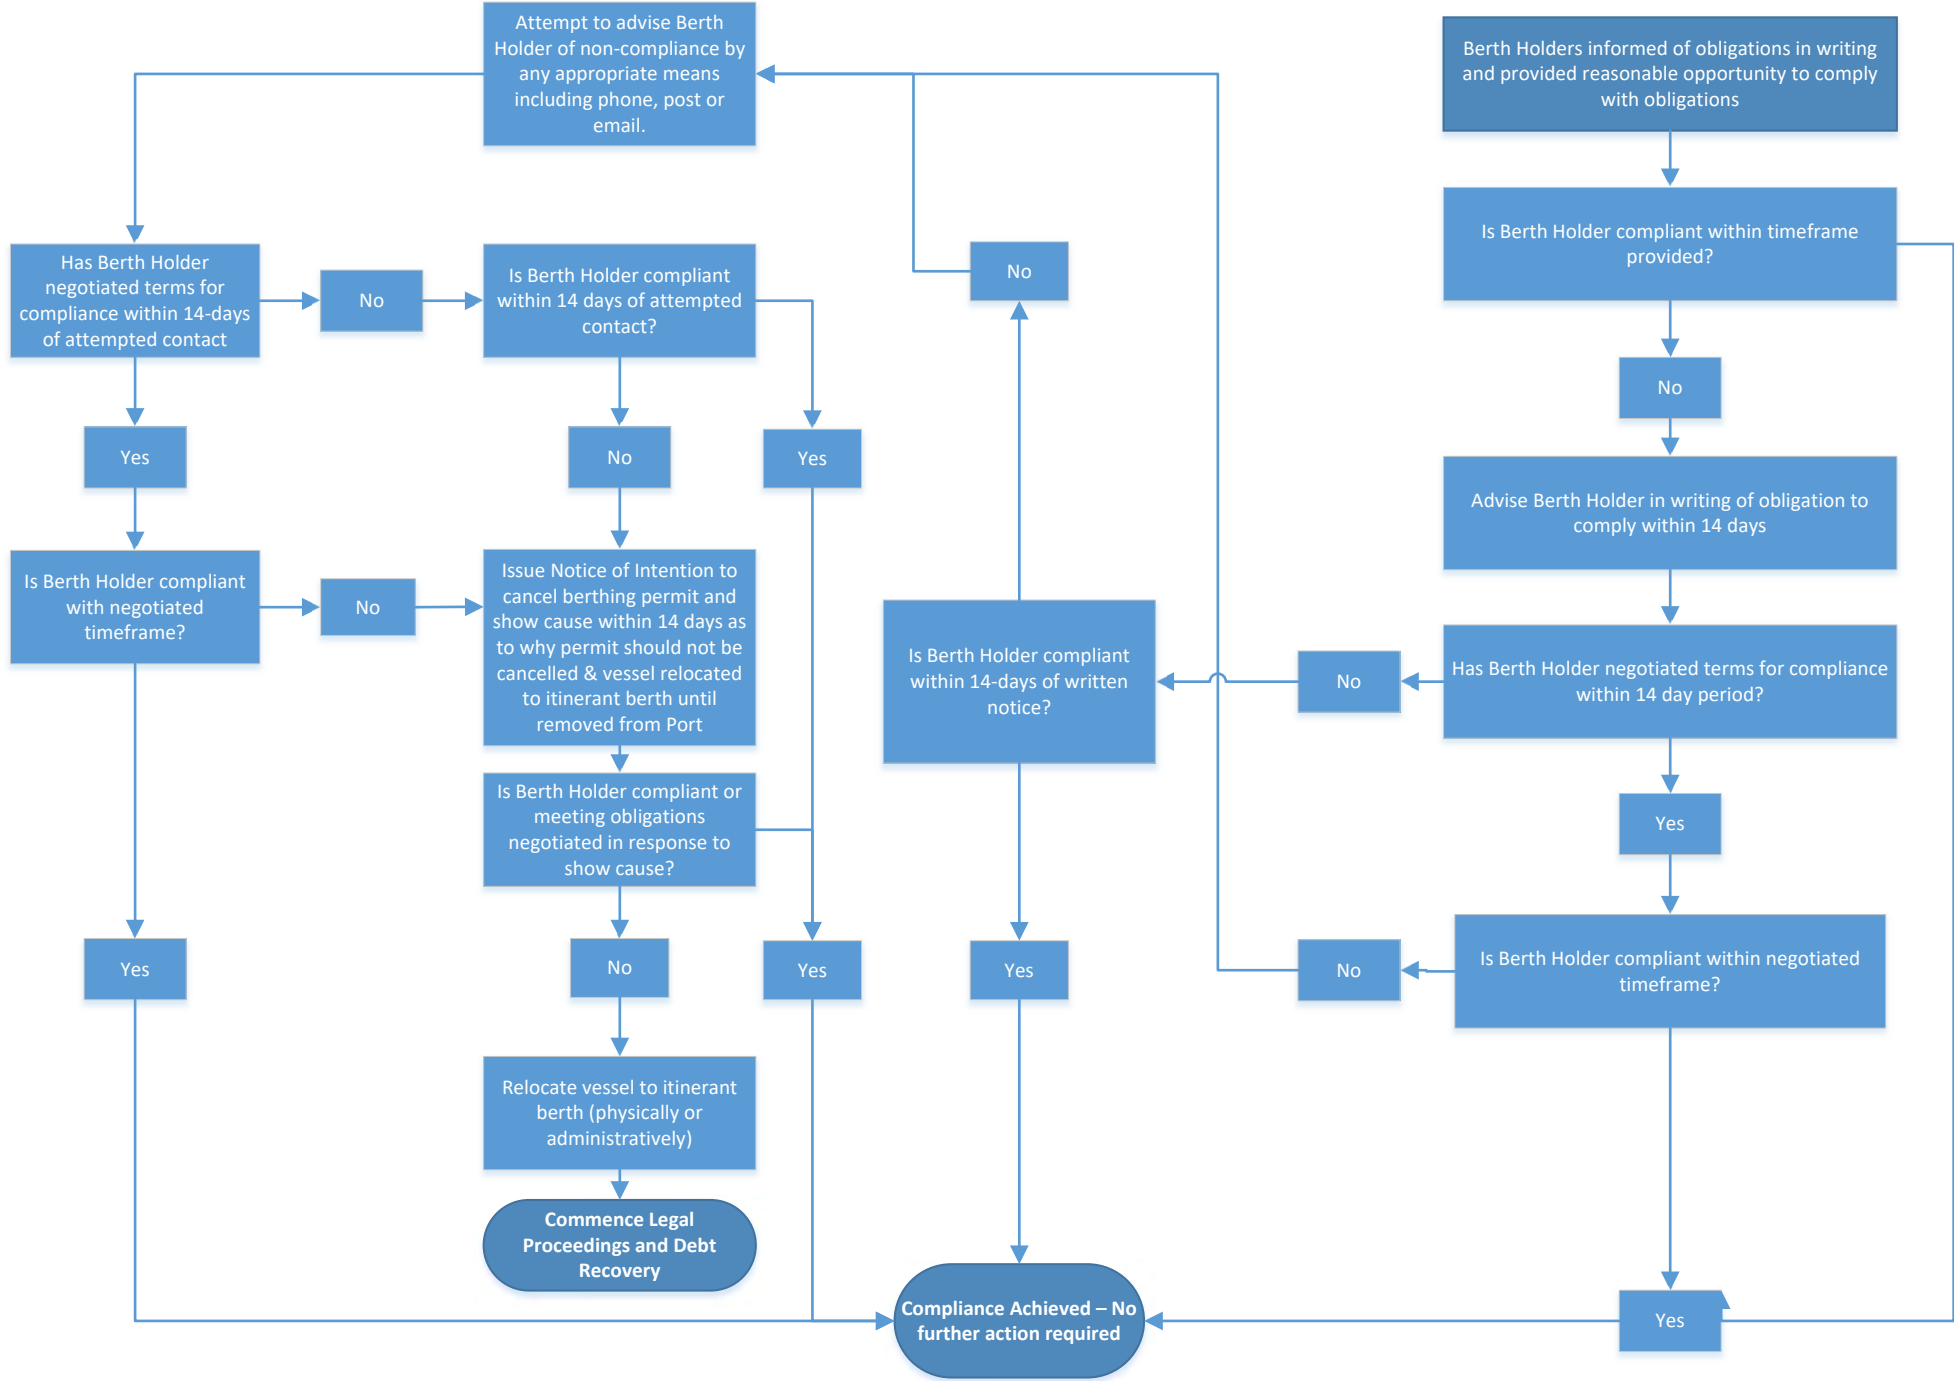 Attempt to advise Berth
Holder of non-compliance by
any appropriate means
including phone, post or
email.
Berth Holders informed of obligations in writing
and provided reasonable opportunity to comply
with obligations
Is Berth Holder compliant within timeframe
provided?
Has Berth Holder
negotiated terms for
compliance within 14-days
of attempted contact
No
Is Berth Holder compliant
within 14 days of attempted
contact?
No
No
Yes
No
Yes
Advise Berth Holder in writing of obligation to
comply within 14 days
Is Berth Holder compliant
with negotiated
timeframe?
No
Issue Notice of Intention to
cancel berthing permit and
show cause within 14 days as
to why permit should not be
cancelled & vessel relocated
to itinerant berth until
removed from Port
Is Berth Holder compliant
within 14-days of written
notice?
No
Has Berth Holder negotiated terms for compliance
within 14 day period?
Is Berth Holder compliant or
meeting obligations
negotiated in response to
show cause?
Yes
Yes
No
Yes
Yes
No
Is Berth Holder compliant within negotiated
timeframe?
Relocate vessel to itinerant
berth (physically or
administratively)
Commence Legal
Proceedings and Debt
Recovery
Compliance Achieved – No
further action required
Yes